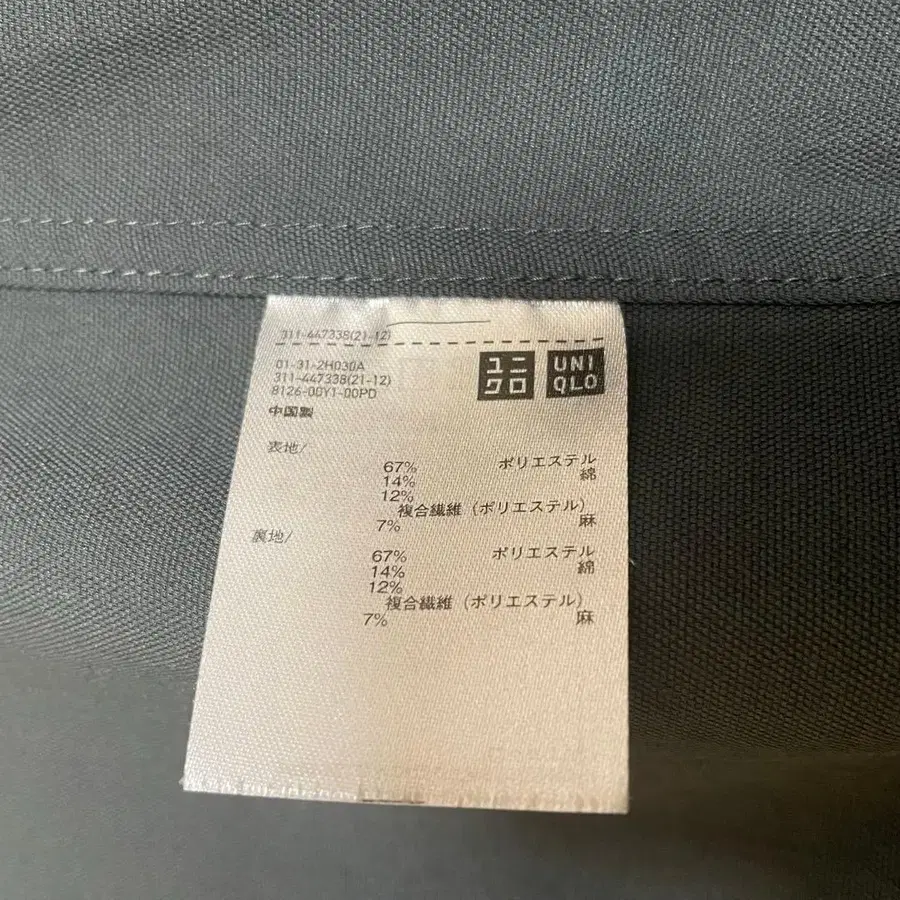 311-447338(21-12)
01-31-2H030A
311-447338(21-12)
8126-00Y1-00PD
中国製
ユニ
クロ
UNI
QLO
表地/
67% ポリエステル
14% 綿
12%
複合繊維(ポリエステル)
7% 麻
裏地/
67% ポリエステル
14% 綿
12%
複合繊維(ポリエステル)
7% 麻